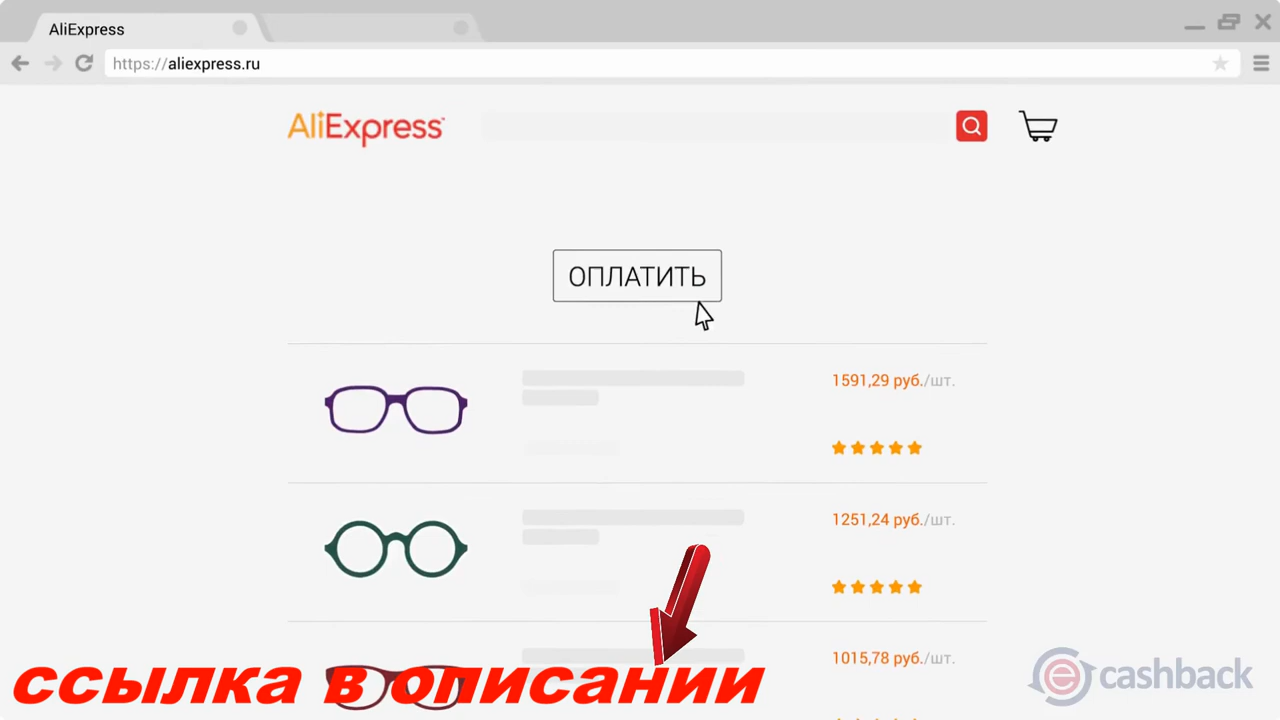 AliExpress
https://aliexpress.ru
AliExpress
ОПЛАТИТЬ
1591,29 руб./шт.
1251,24 руб./шт.
1015,78 руб./шт.
ссылка в описании
e cashback